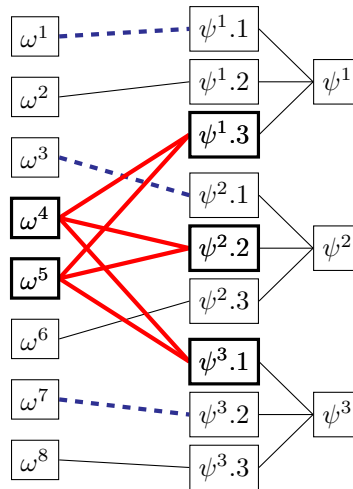 ω¹
ω²
ω³
ω⁴
ω⁵
ω⁶
ω⁷
ω⁸
ψ¹.1
ψ¹.2
ψ¹.3
ψ².1
ψ².2
ψ².3
ψ³.1
ψ³.2
ψ³.3
ψ¹
ψ²
ψ³